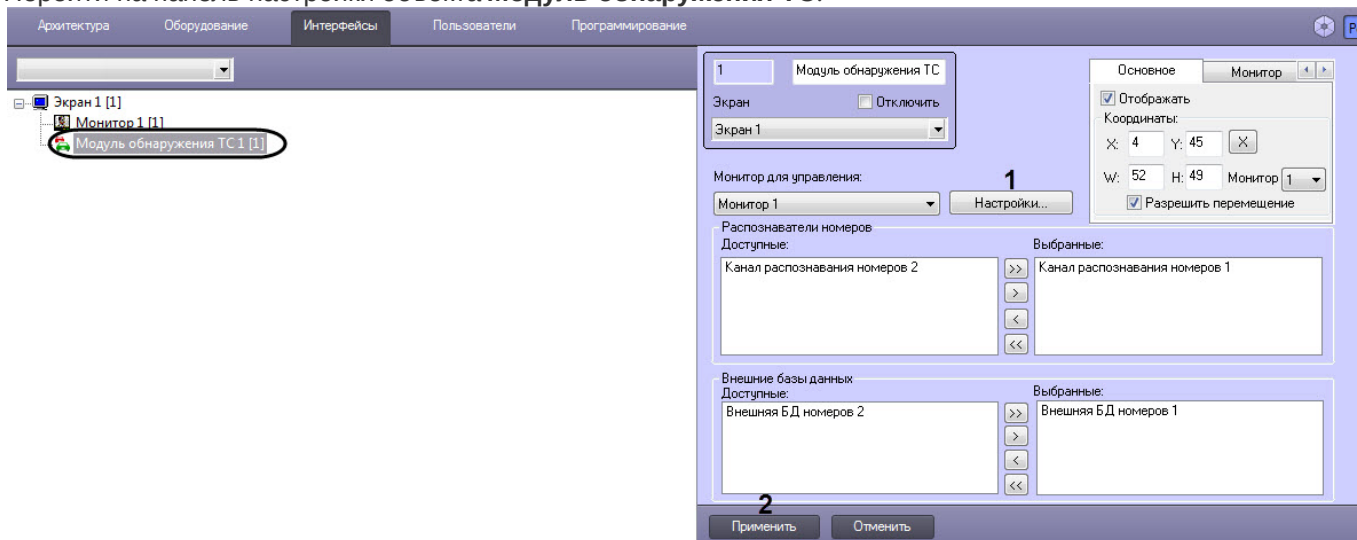 Перейти на панель настройки объекта Модуль обнаружения ТС.
Архитектура Оборудование Интерфейсы Пользователи Программирование
1 Модуль обнаружения ТС
Экран Отключить
Экран 1
Основное Монитор
Отображать
Координаты:
X: 4 Y: 45 X
W: 52 H: 49 Монитор 1
Разрешить перемещение
Экран 1 [1]
Монитор 1 [1]
Модуль обнаружения ТС 1 [1]
Монитор для управления:
1
Монитор 1 Настройки...
Распознаватели номеров
Доступные: Выбранные:
Канал распознавания номеров 2 >> Канал распознавания номеров 1
>
<
<<
Внешние базы данных
Доступные: Выбранные:
Внешняя БД номеров 2 >> Внешняя БД номеров 1
>
<
<<
2
Применить Отменить